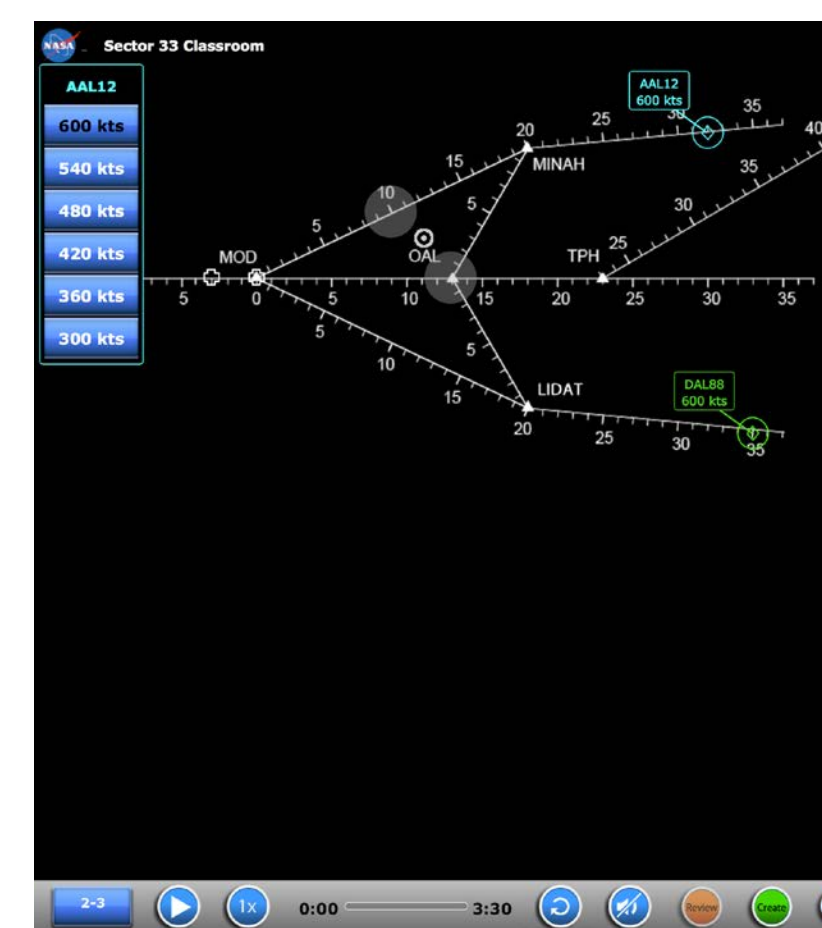 NASA
Sector 33 Classroom
AAL12
600 kts
540 kts
480 kts
420 kts
360 kts
300 kts
AAL12
600 kts
20
25
30
35
40
15
MINAH
10
5
35
5
30
MOD
OAL
TPH
25
5
0
5
10
15
20
25
30
35
5
5
10
LIDAT
DAL88
600 kts
15
20
25
30
35
2-3
1x
0:00
3:30
Review
Create